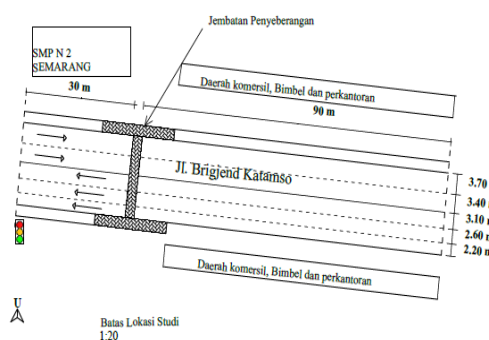 Jembatan Penyeberangan
SMP N 2
SEMARANG
Daerah komersil, Bimbel dan perkantoran
30 m
90 m
Jl. Brigjend Katamso
3.70
3.40
3.10
2.60
2.20
Daerah komersil, Bimbel dan perkantoran
U
Batas Lokasi Studi
1:20